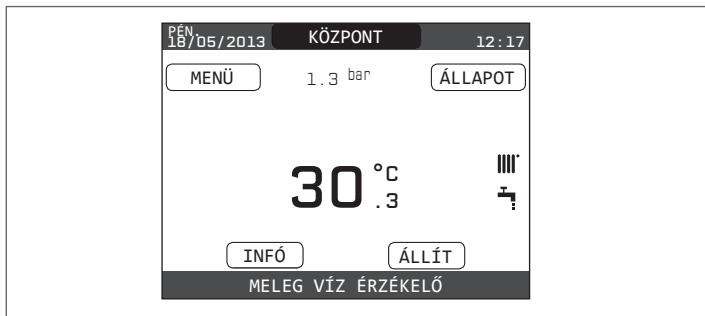 PÉN.
18/05/2013 KÖZPONT 12:17
MENÜ 1.3 bar ÁLLAPOT
30.3 °C
INFÓ ÁLLÍT
MELEG VÍZ ÉRZÉKELŐ